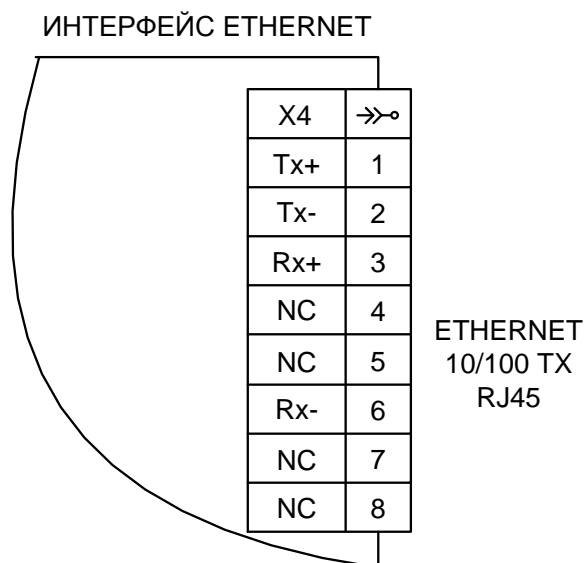 ИНТЕРФЕЙС ETHERNET
X4
Tx+ 1
Tx- 2
Rx+ 3
NC 4
NC 5
Rx- 6
NC 7
NC 8
ETHERNET
10/100 TX
RJ45